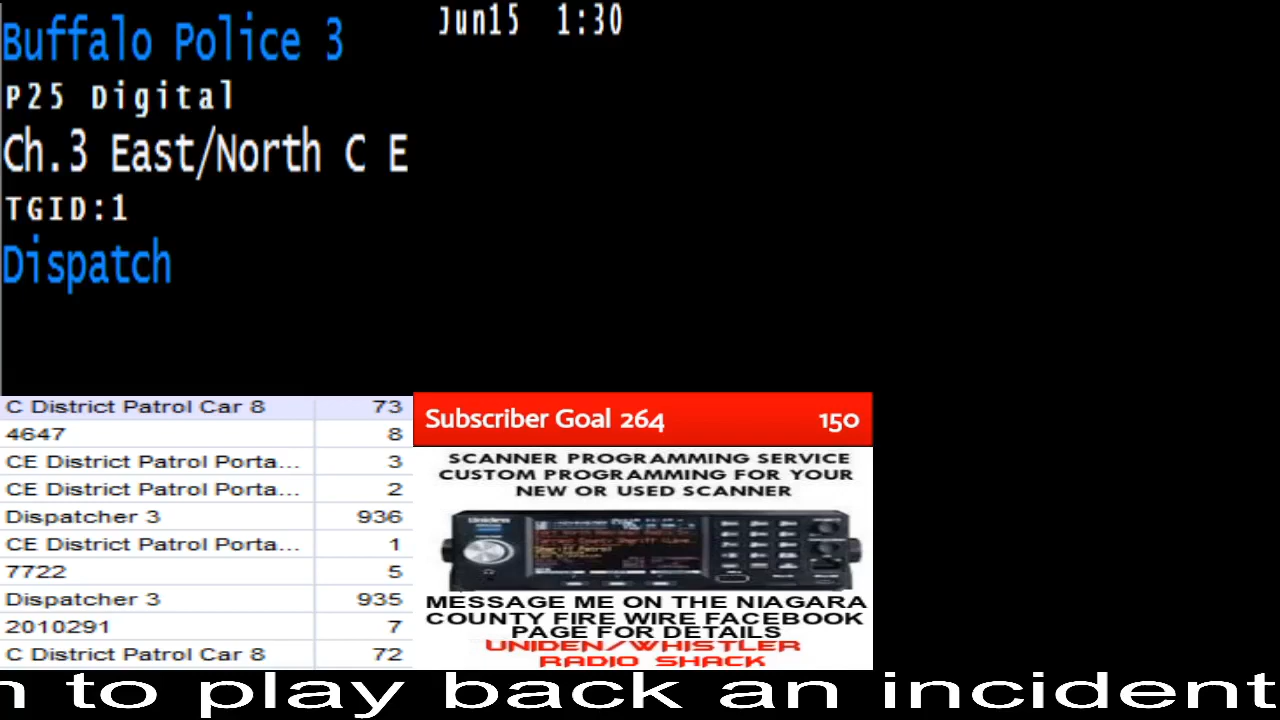 Buffalo Police 3
Jun15 1:30
P25 Digital
Ch.3 East/North C E
TGID:1
Dispatch
C District Patrol Car 8 73
4647 8
CE District Patrol Porta... 3
CE District Patrol Porta... 2
Dispatcher 3 936
CE District Patrol Porta... 1
7722 5
Dispatcher 3 935
2010291 7
C District Patrol Car 8 72
Subscriber Goal 264 150
SCANNER PROGRAMMING SERVICE
CUSTOM PROGRAMMING FOR YOUR
NEW OR USED SCANNER
Uniden
MESSAGE ME ON THE NIAGARA
COUNTY FIRE WIRE FACEBOOK
PAGE FOR DETAILS
UNIDEN/WHISTLER
RADIO SHACK
n to play back an incident